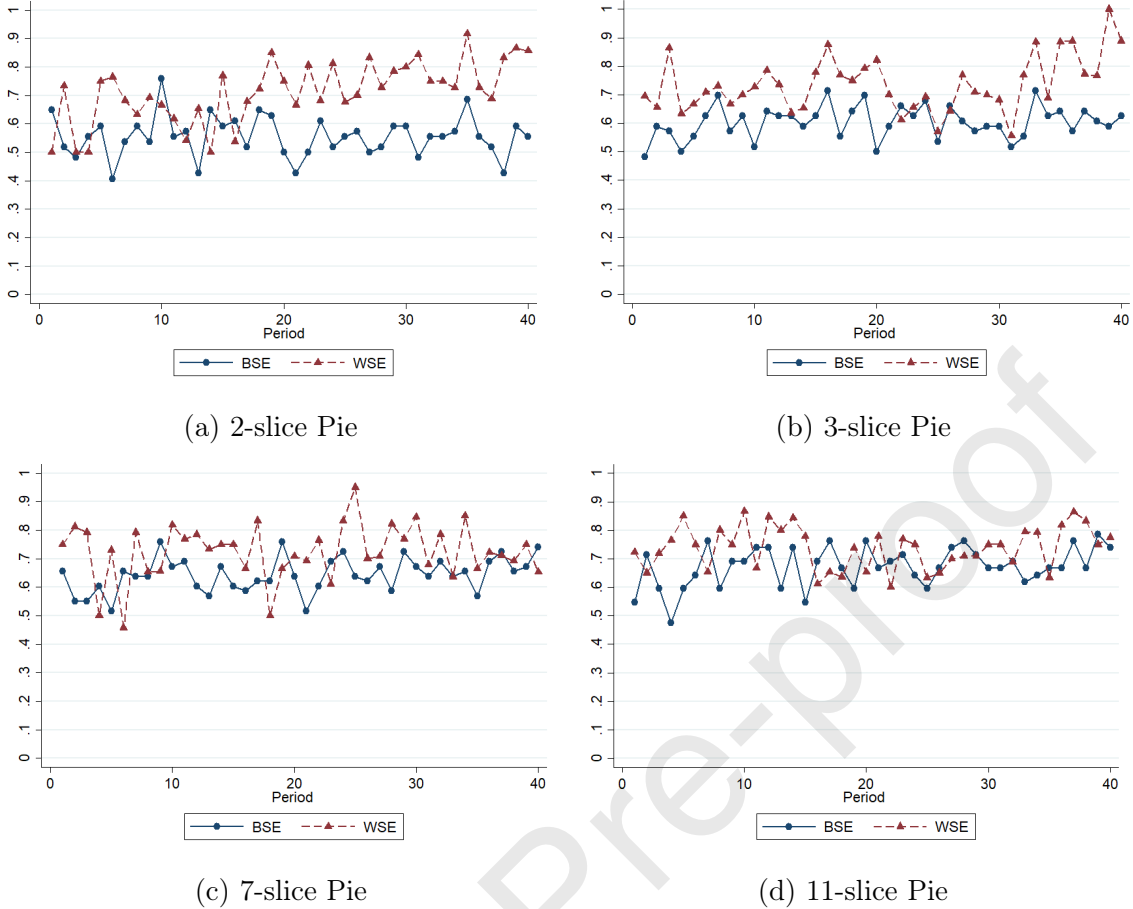 1
.9
.8
.7
.6
.5
.4
.3
.2
.1
0
0 10 20 30 40
Period
BSE WSE
(a) 2-slice Pie
1
.9
.8
.7
.6
.5
.4
.3
.2
.1
0
0 10 20 30 40
Period
BSE WSE
(b) 3-slice Pie
1
.9
.8
.7
.6
.5
.4
.3
.2
.1
0
0 10 20 30 40
Period
BSE WSE
(c) 7-slice Pie
1
.9
.8
.7
.6
.5
.4
.3
.2
.1
0
0 10 20 30 40
Period
BSE WSE
(d) 11-slice Pie
Pre-proof